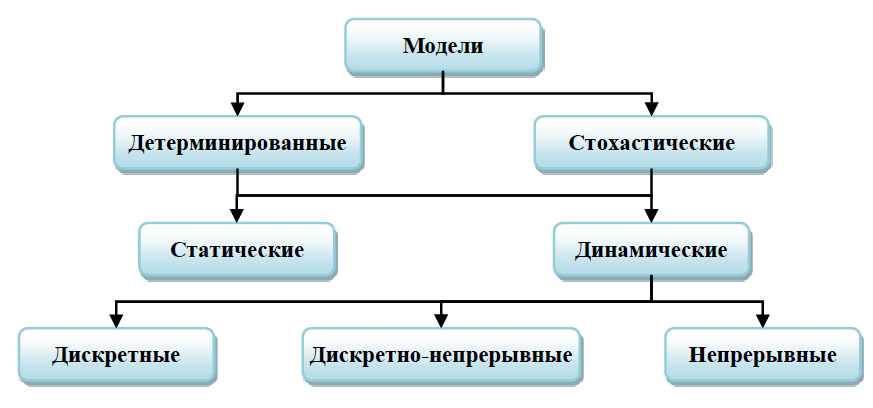 Модели
Детерминированные
Стохастические
Статические
Динамические
Дискретные
Дискретно-непрерывные
Непрерывные